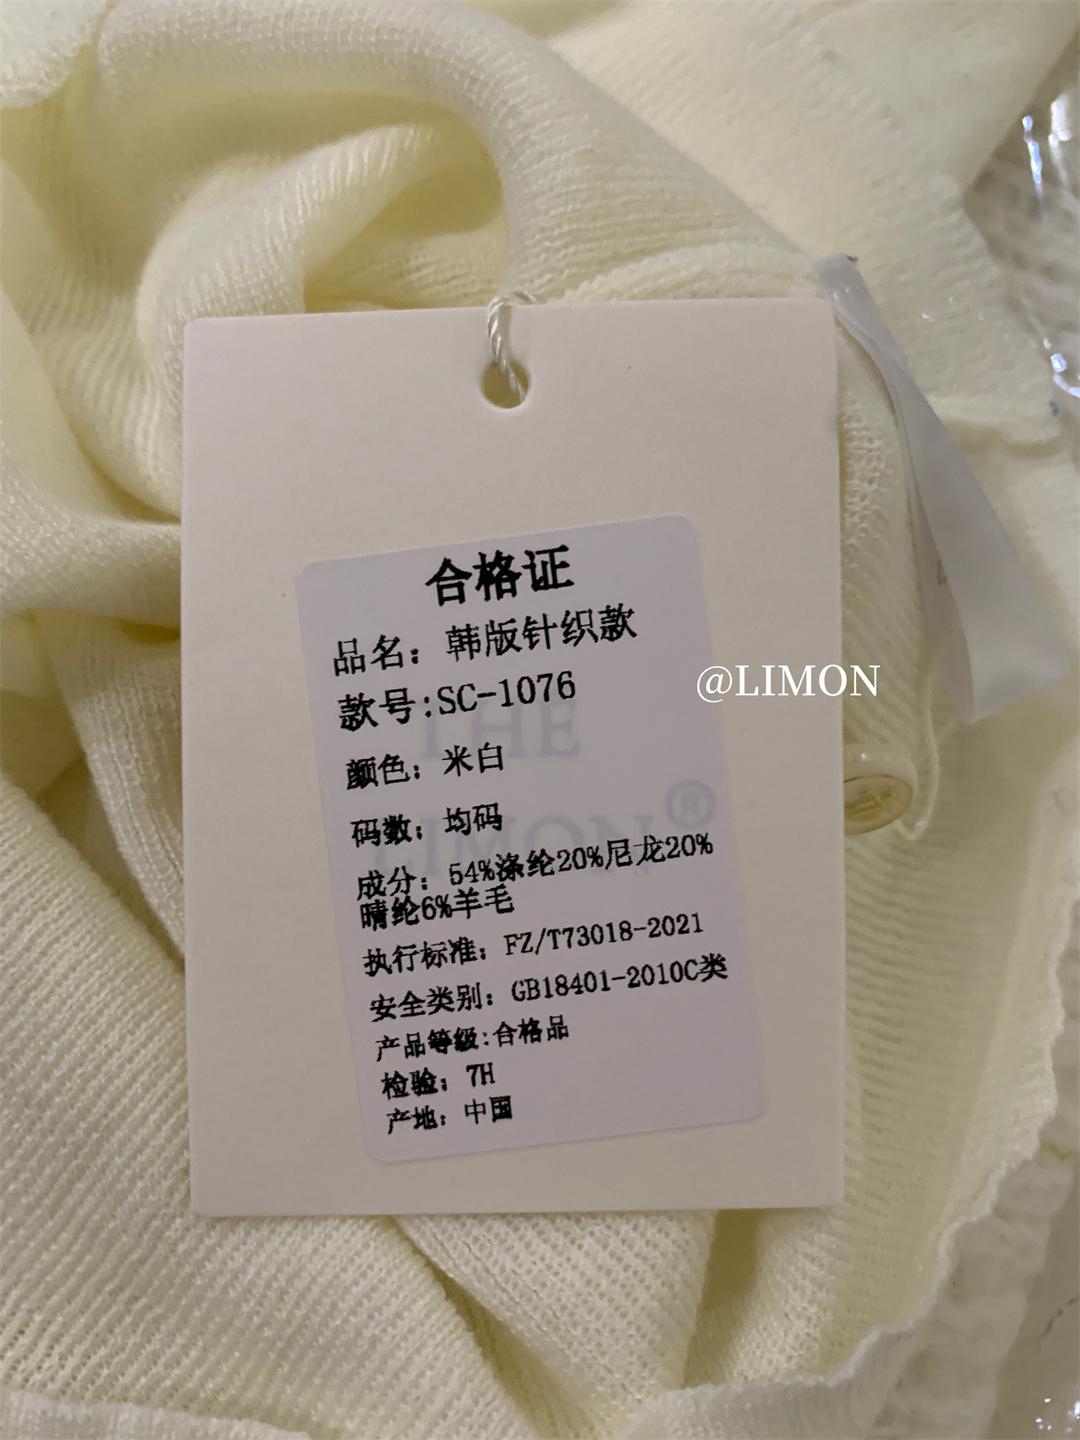 合格证
品名：韩版针织款
款号:SC-1076
@LIMON
THE
颜色：米白
LIMON®
码数：均码
成分：54%涤纶20%尼龙20%
晴纶6%羊毛
执行标准：FZ/T73018-2021
安全类别：GB18401-2010C类
产品等级:合格品
检验：7H
产地：中国